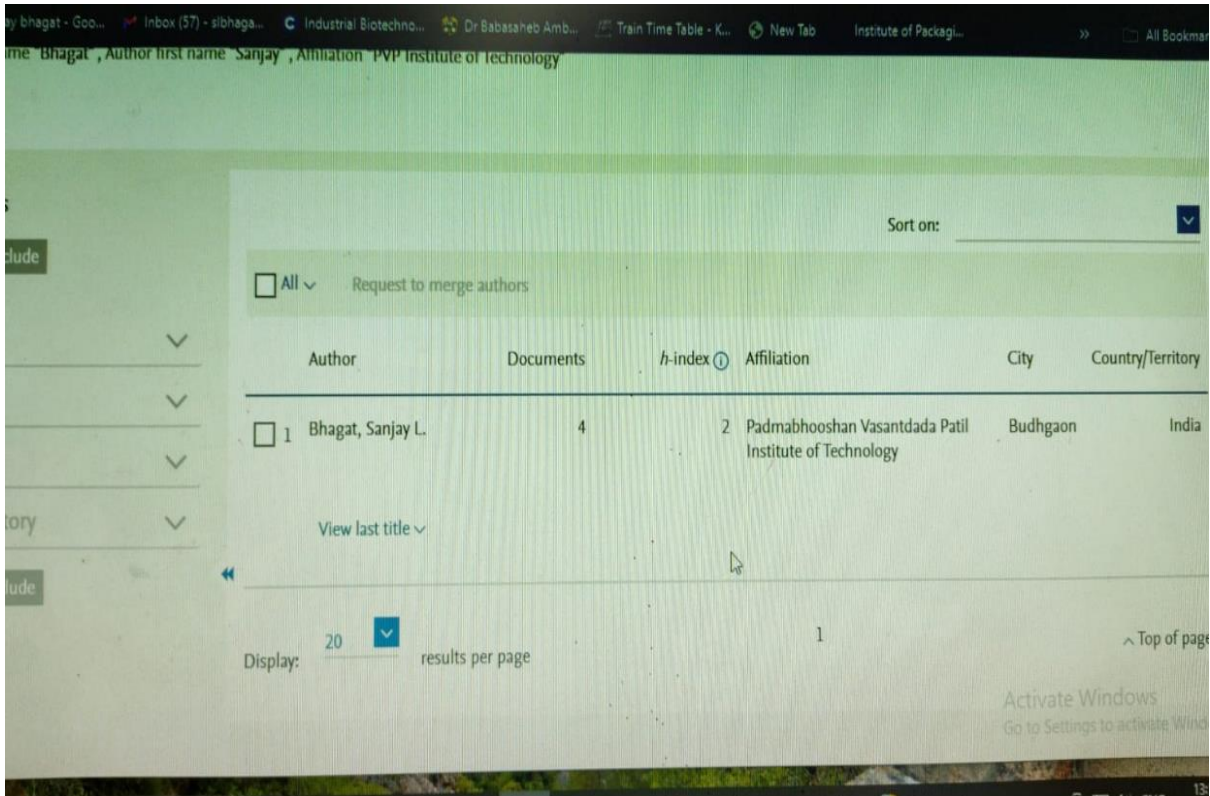 ay bhagat - Goo... Inbox (57) - slbhaga... Industrial Biotechno... Dr Babasaheb Amb... Train Time Table - K... New Tab Institute of Packagi... » All Bookmar
me "Bhagat" , Author first name "Sanjay" , Affiliation "PVP Institute of Technology"
s
Sort on:
clude
All Request to merge authors
Author Documents h-index Affiliation City Country/Territory
1 Bhagat, Sanjay L. 4 2 Padmabhooshan Vasantdada Patil Budhgaon India
Institute of Technology
tory
View last title
lude
Display: 20 results per page 1 Top of page
Activate Windows
Go to Settings to activate Wind
13: